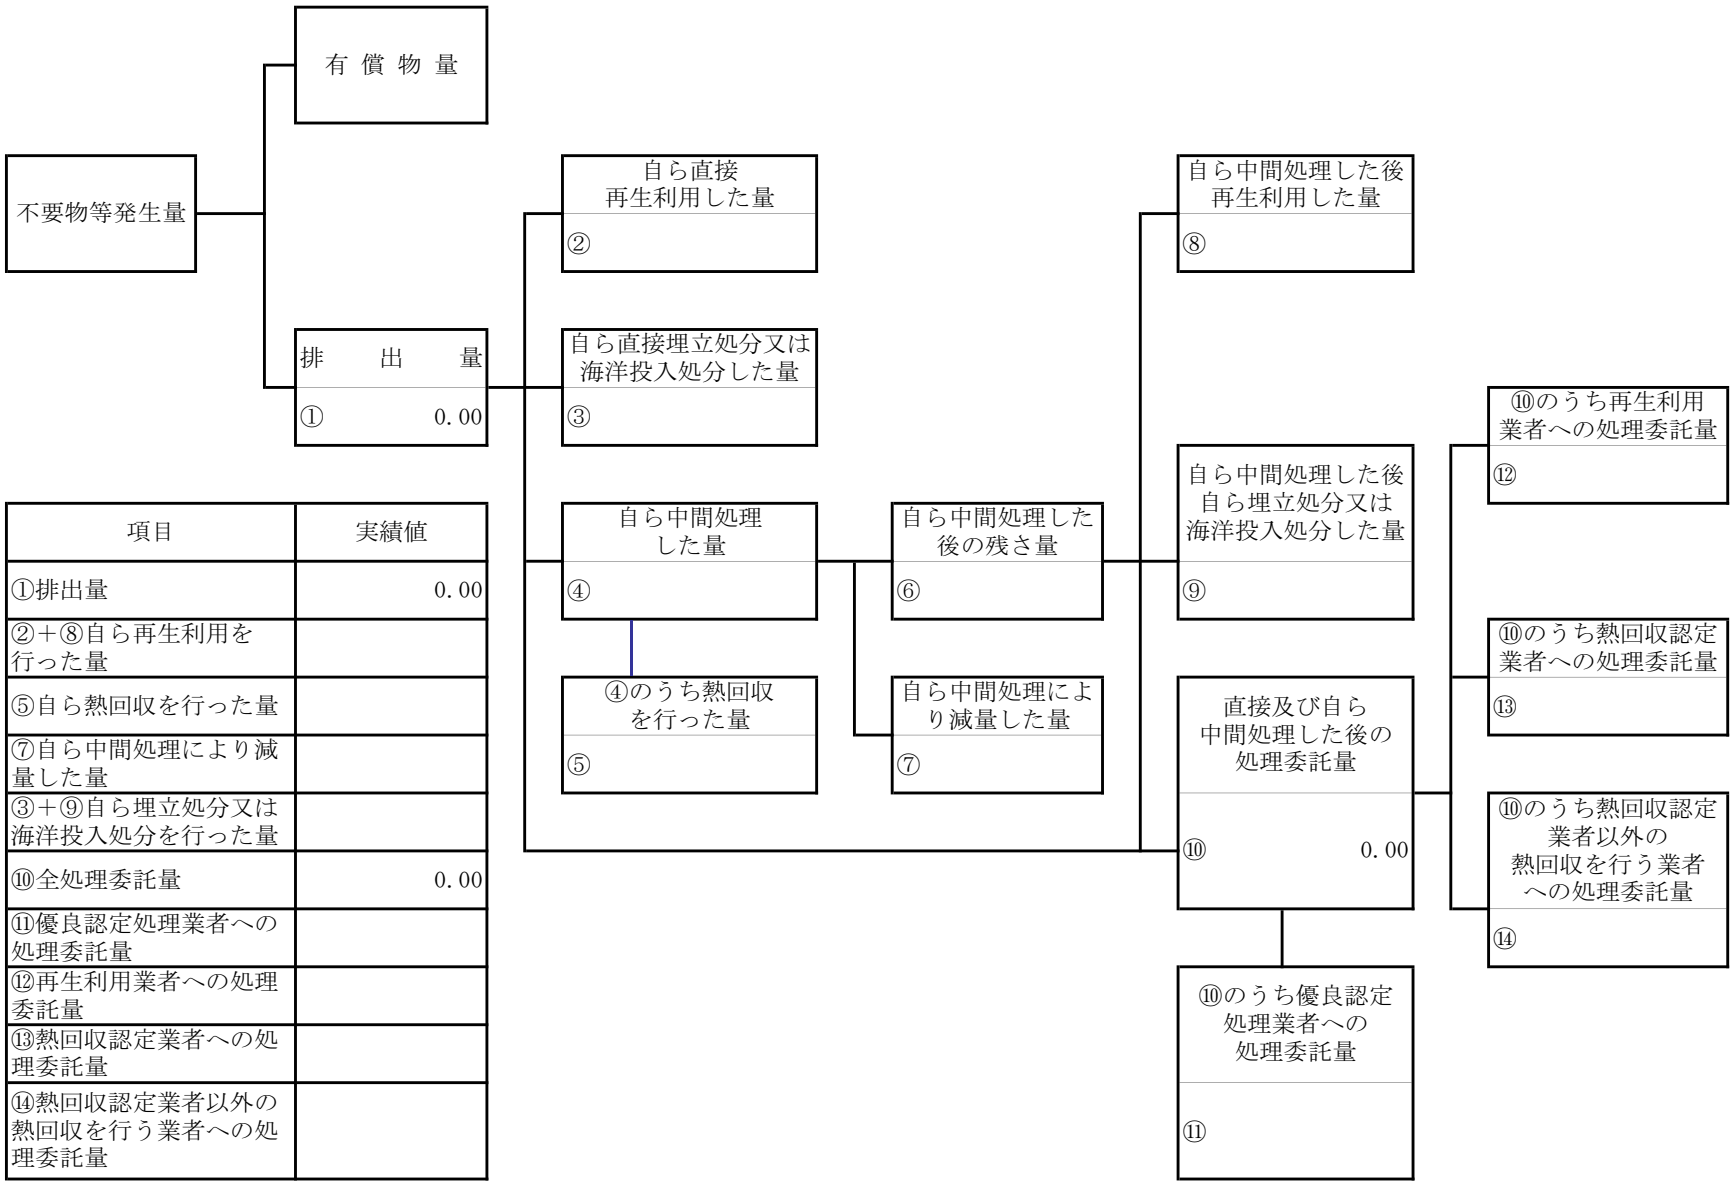 有償物量
不要物等発生量
自ら直接
再生利用した量
②
自ら中間処理した後
再生利用した量
⑧
排出量
① 0.00
自ら直接埋立処分又は
海洋投入処分した量
③
⑩のうち再生利用
業者への処理委託量
⑫
自ら中間処理
した量
④
自ら中間処理した
後の残さ量
⑥
自ら中間処理した後
自ら埋立処分又は
海洋投入処分した量
⑨
⑩のうち熱回収認定
業者への処理委託量
⑬
④のうち熱回収
を行った量
⑤
自ら中間処理によ
り減量した量
⑦
直接及び自ら
中間処理した後の
処理委託量
⑩ 0.00
⑩のうち熱回収認定
業者以外の
熱回収を行う業者
への処理委託量
⑭
⑩のうち優良認定
処理業者への
処理委託量
⑪
項目 実績値
①排出量 0.00
②＋⑧自ら再生利用を
行った量
⑤自ら熱回収を行った量
⑦自ら中間処理により減
量した量
③＋⑨自ら埋立処分又は
海洋投入処分を行った量
⑩全処理委託量 0.00
⑪優良認定処理業者への
処理委託量
⑫再生利用業者への処理
委託量
⑬熱回収認定業者への処
理委託量
⑭熱回収認定業者以外の
熱回収を行う業者への処
理委託量